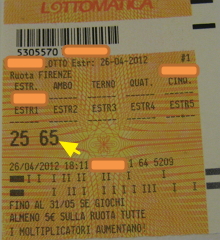 LOTTOMATICA
5305570
LOTTO Estr: 26-04-2012 #1
Ruota FIRENZE
ESTR. AMBO TERNO QUAT. CINQ.
ESTR1 ESTR2 ESTR3 ESTR4 ESTR5
25 65
26/04/2012 18:11 1 64 5209
FINO AL 31/05 SE GIOCHI
ALMENO 5€ SULLA RUOTA TUTTE
I MOLTIPLICATORI AUMENTANO